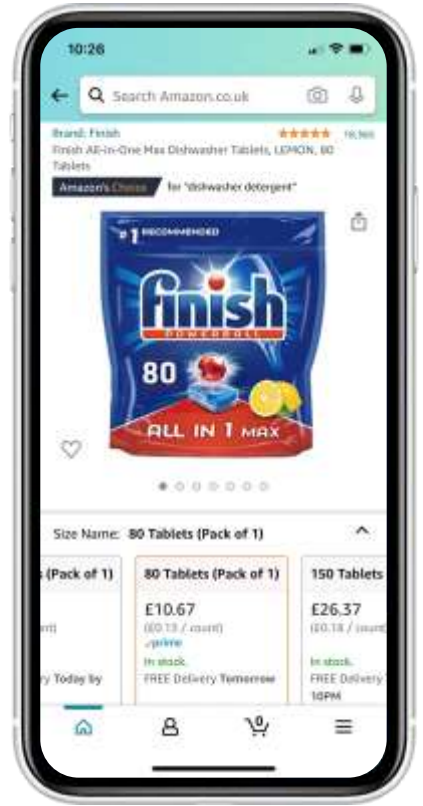 10:26
Search Amazon.co.uk
Brand: Finish
Finish All-in-One Max Dishwasher Tablets, LEMON, 80
Tablets
Amazon's Choice for "dishwasher detergent"
#1 RECOMMENDED
finish
POWERBALL
80
ALL IN 1 MAX
Size Name: 80 Tablets (Pack of 1)
(Pack of 1) 80 Tablets (Pack of 1) 150 Tablets
£10.67 £26.37
(£0.13 / count) (£0.18 / count
prime
In stock. In stock.
Today by FREE Delivery Tomorrow FREE Delivery
10PM
0